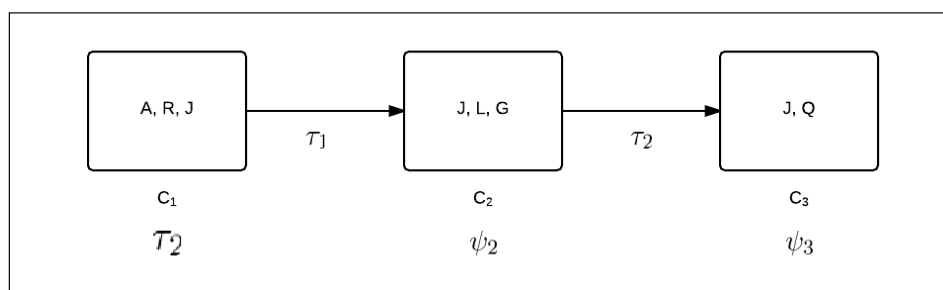 A, R, J J, L, G J, Q
τ₁ τ₂
C₁ C₂ C₃
τ₂ ψ₂ ψ₃